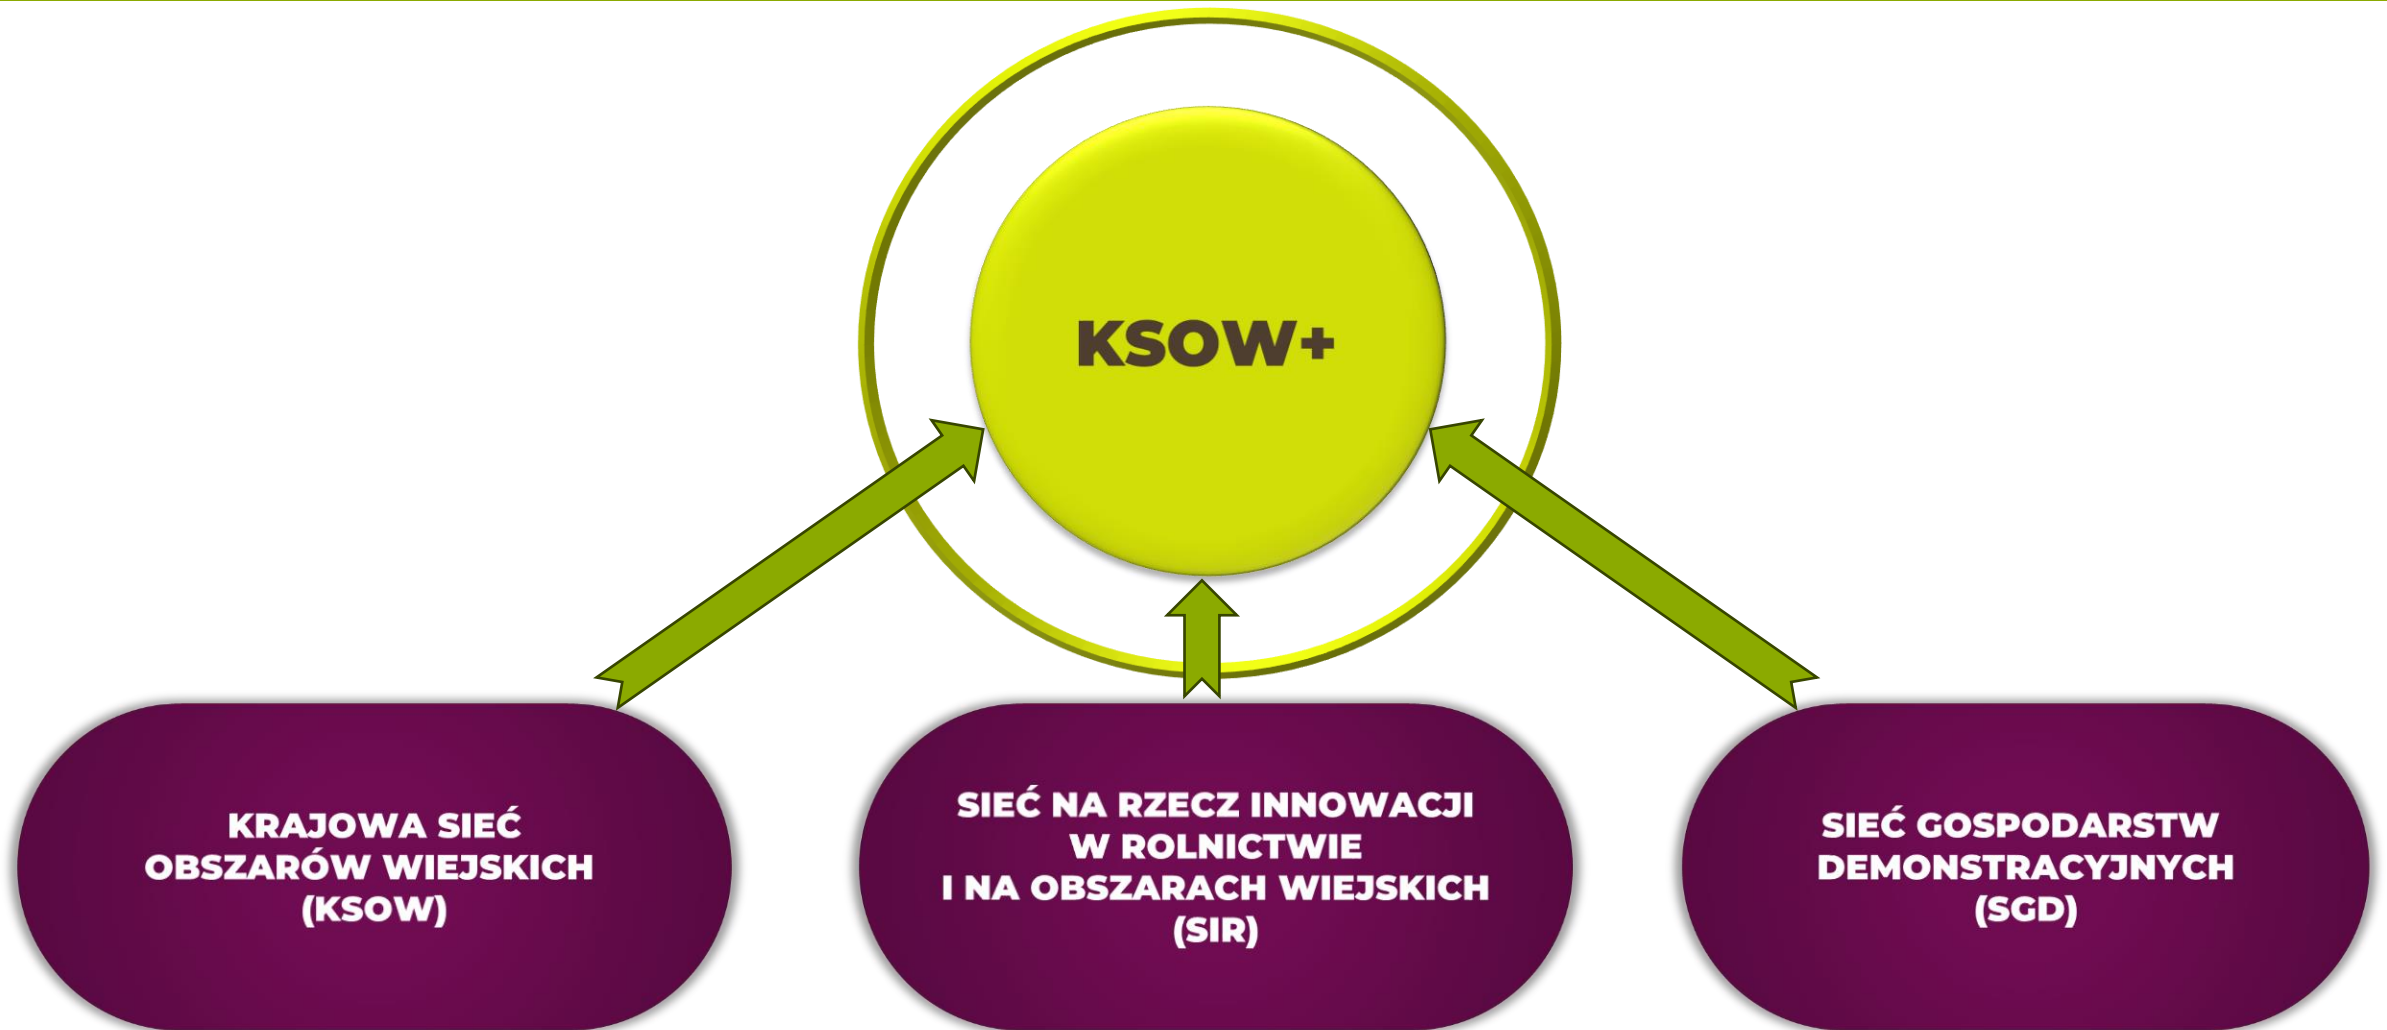 KSOW+
KRAJOWA SIEĆ
OBSZARÓW WIEJSKICH
(KSOW)
SIEĆ NA RZECZ INNOWACJI
W ROLNICTWIE
I NA OBSZARACH WIEJSKICH
(SIR)
SIEĆ GOSPODARSTW
DEMONSTRACYJNYCH
(SGD)